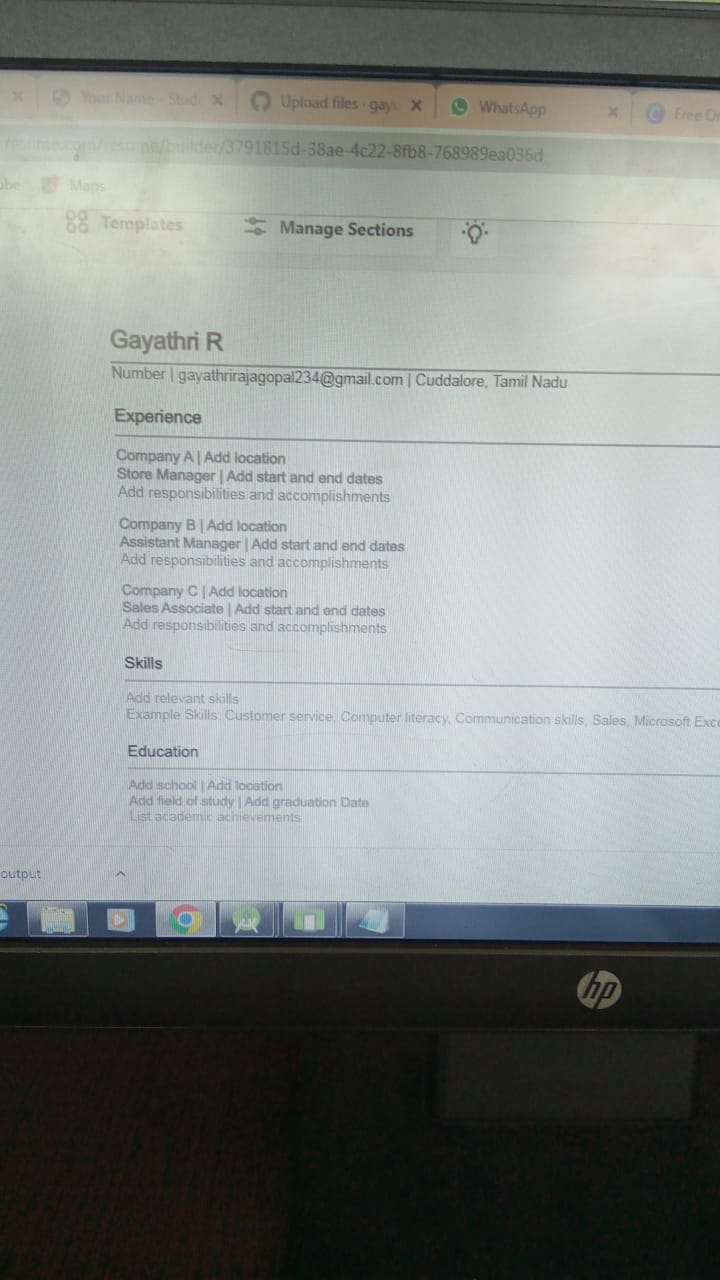 Your Name - Stud
Upload files · gay
WhatsApp
Free Or
resume.com/resume/builder/3791815d-38ae-4c22-8fb8-768989ea036d
ube
Maps
Templates
Manage Sections
Gayathri R
Number | gayathrirajagopal234@gmail.com | Cuddalore, Tamil Nadu
Experience
Company A | Add location
Store Manager | Add start and end dates
Add responsibilities and accomplishments
Company B | Add location
Assistant Manager | Add start and end dates
Add responsibilities and accomplishments
Company C | Add location
Sales Associate | Add start and end dates
Add responsibilities and accomplishments
Skills
Add relevant skills
Example Skills: Customer service, Computer literacy, Communication skills, Sales, Microsoft Exce
Education
Add school | Add location
Add field of study | Add graduation Date
List academic achievements
output
hp